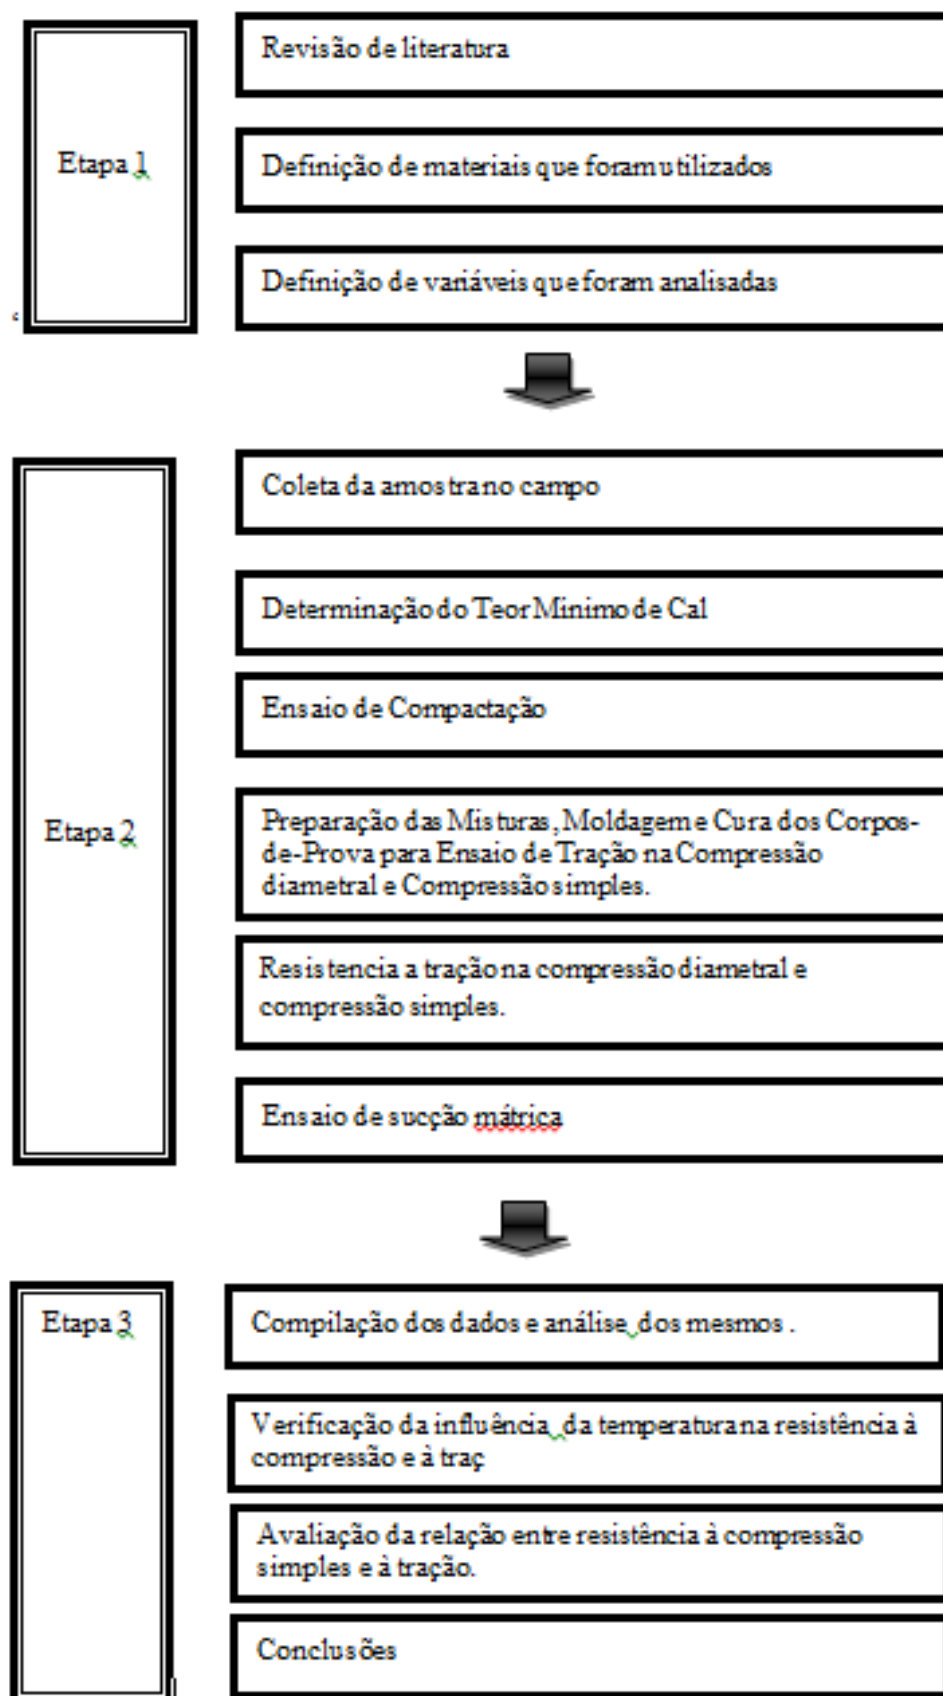 Etapa 1
Revisão de literatura
Definição de materiais que foram utilizados
Definição de variáveis que foram analisadas
Etapa 2
Coleta da amostra no campo
Determinação do Teor Minimo de Cal
Ensaio de Compactação
Preparação das Misturas, Moldagem e Cura dos Corpos-
de-Prova para Ensaio de Tração na Compressão
diametral e Compressão simples.
Resistencia a tração na compressão diametral e
compressão simples.
Ensaio de sucção mátrica
Etapa 3
Compilação dos dados e análise dos mesmos .
Verificação da influência da temperatura na resistência à
compressão e à traç
Avaliação da relação entre resistência à compressão
simples e à tração.
Conclusões